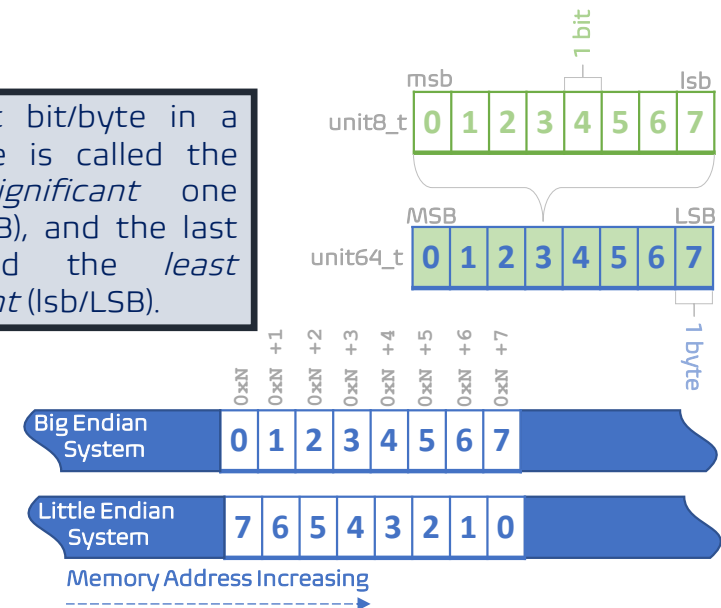 1 bit
msb lsb
unit8_t 0 1 2 3 4 5 6 7
MSB LSB
unit64_t 0 1 2 3 4 5 6 7
1 byte
bit/byte in a
is called the
one
and the last
the least
(lsb/LSB).
0xN 0xN +1 0xN +2 0xN +3 0xN +4 0xN +5 0xN +6 0xN +7
Big Endian
System
0 1 2 3 4 5 6 7
Little Endian
System
7 6 5 4 3 2 1 0
Memory Address Increasing